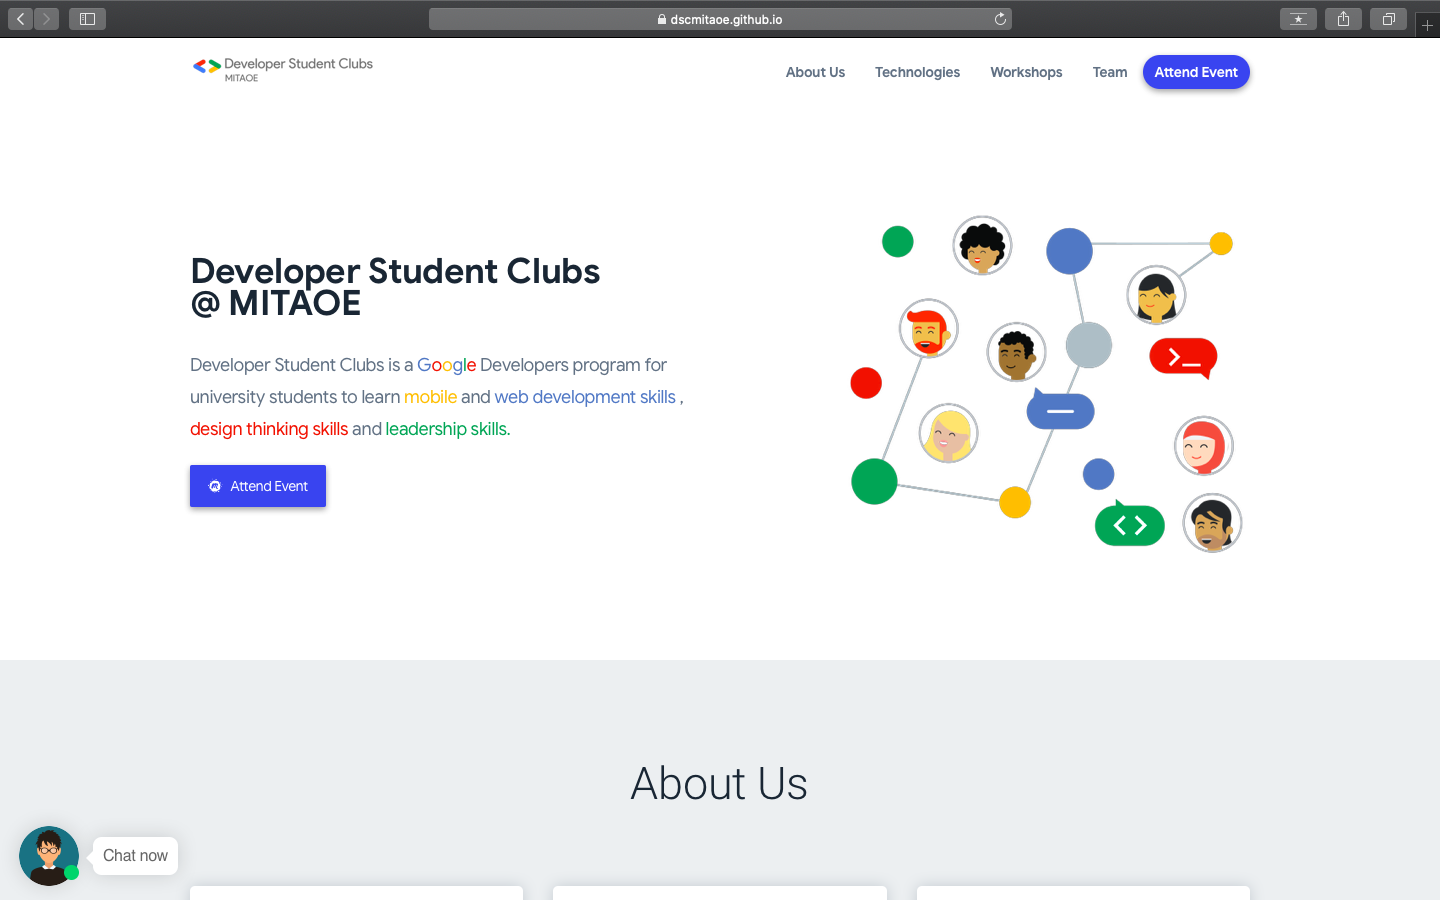 dscmitaoe.github.io
Developer Student Clubs
MITAOE
About Us
Technologies
Workshops
Team
Attend Event
Developer Student Clubs
@ MITAOE
Developer Student Clubs is a Google Developers program for
university students to learn mobile and web development skills ,
design thinking skills and leadership skills.
Attend Event
About Us
Chat now